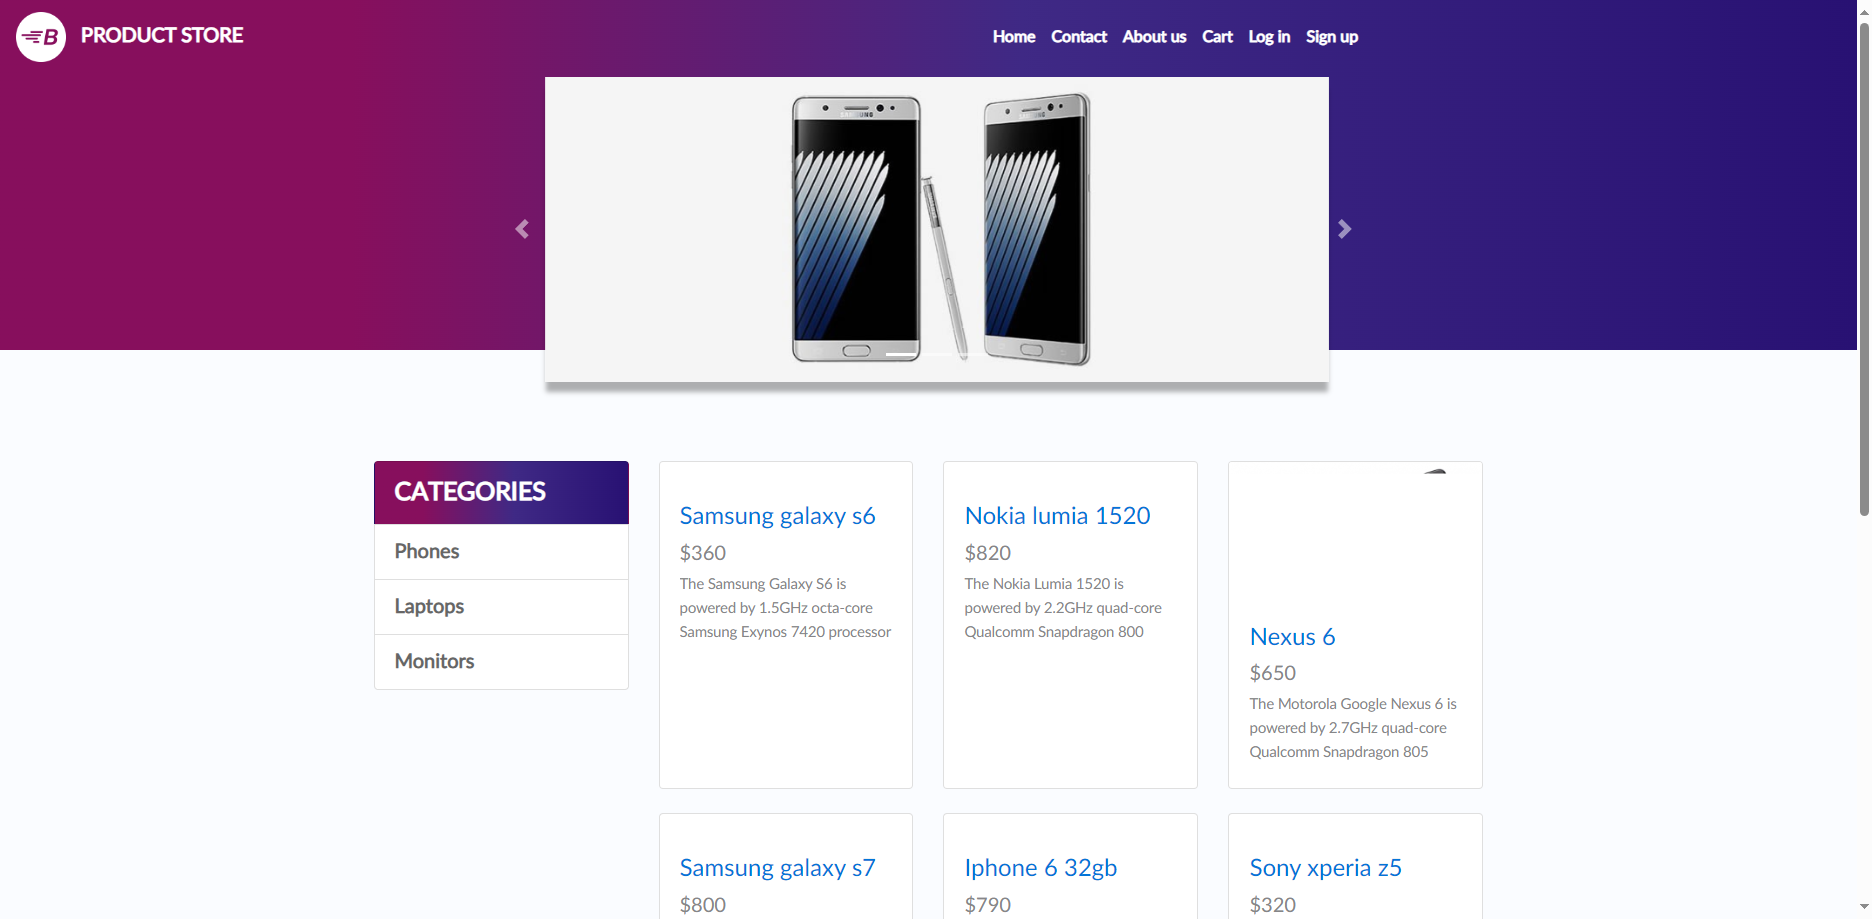 B
PRODUCT STORE
Home Contact About us Cart Log in Sign up
SAMSUNG
SAMSUNG
CATEGORIES
Phones
Laptops
Monitors
Samsung galaxy s6
$360
The Samsung Galaxy S6 is
powered by 1.5GHz octa-core
Samsung Exynos 7420 processor
Nokia lumia 1520
$820
The Nokia Lumia 1520 is
powered by 2.2GHz quad-core
Qualcomm Snapdragon 800
Nexus 6
$650
The Motorola Google Nexus 6 is
powered by 2.7GHz quad-core
Qualcomm Snapdragon 805
Samsung galaxy s7
$800
Iphone 6 32gb
$790
Sony xperia z5
$320